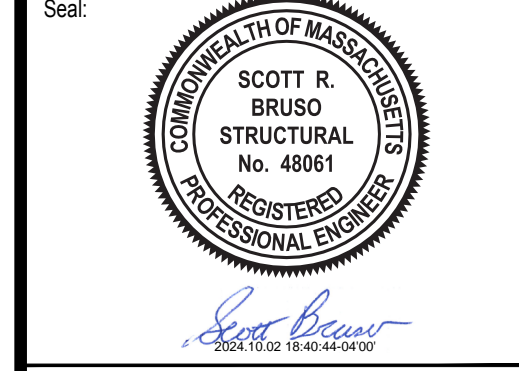 Seal:
COMMONWEALTH OF MASSACHUSETTS
SCOTT R.
BRUSO
STRUCTURAL
No. 48061
REGISTERED
PROFESSIONAL ENGINEER
Scott Bruso
2024.10.02 18:40:44-04'00'